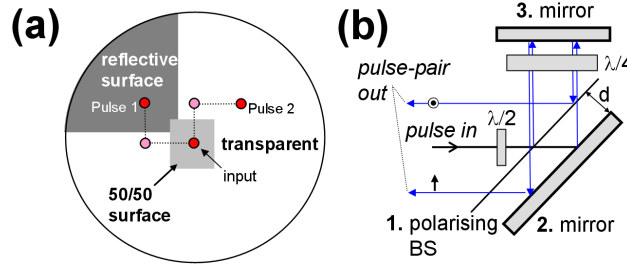 (a)
reflective
surface
Pulse 1
Pulse 2
transparent
input
50/50
surface
(b)
3. mirror
λ/4
pulse-pair
out
d
λ/2
pulse in
1. polarising
BS
2. mirror